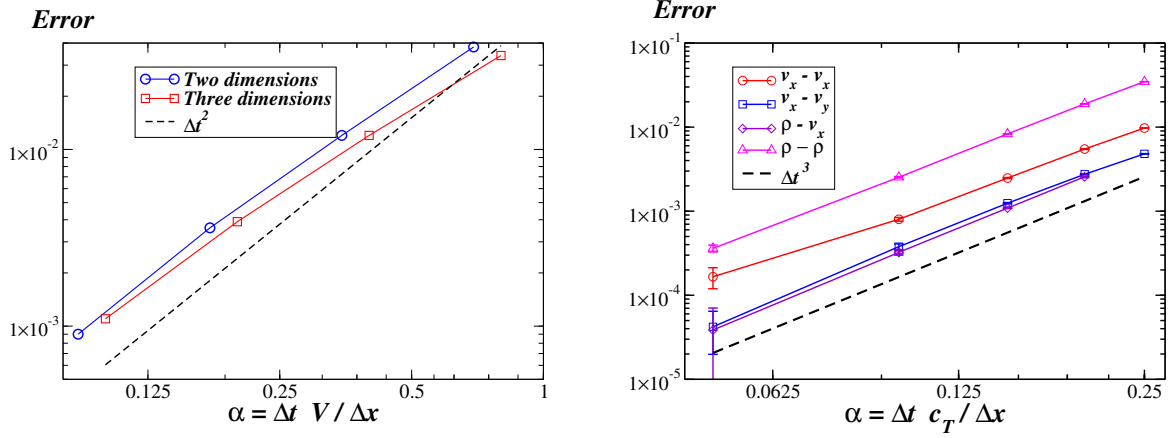 Error
1×10⁻²
1×10⁻³
Two dimensions
Three dimensions
Δt²
0.125 0.25 0.5 1
α = Δt V / Δx
Error
1×10⁻¹
1×10⁻²
1×10⁻³
1×10⁻⁴
1×10⁻⁵
vₓ - vₓ
vₓ - v_y
ρ - vₓ
ρ − ρ
Δt³
0.0625 0.125 0.25
α = Δt c_T / Δx